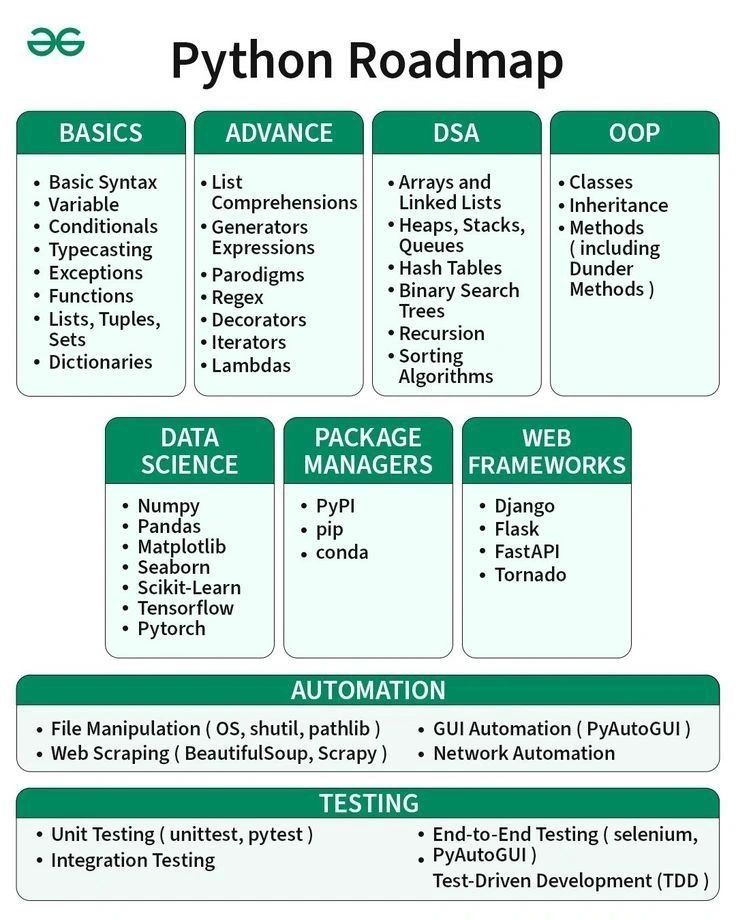 Python Roadmap
BASICS
• Basic Syntax
• Variable
• Conditionals
• Typecasting
• Exceptions
• Functions
• Lists, Tuples,
Sets
• Dictionaries
ADVANCE
• List
Comprehensions
• Generators
Expressions
• Parodigms
• Regex
• Decorators
• Iterators
• Lambdas
DSA
• Arrays and
Linked Lists
• Heaps, Stacks,
Queues
• Hash Tables
• Binary Search
Trees
• Recursion
• Sorting
Algorithms
OOP
• Classes
• Inheritance
• Methods
( including
Dunder
Methods )
DATA
SCIENCE
• Numpy
• Pandas
• Matplotlib
• Seaborn
• Scikit-Learn
• Tensorflow
• Pytorch
PACKAGE
MANAGERS
• PyPI
• pip
• conda
WEB
FRAMEWORKS
• Django
• Flask
• FastAPI
• Tornado
AUTOMATION
• File Manipulation ( OS, shutil, pathlib )
• Web Scraping ( BeautifulSoup, Scrapy )
• GUI Automation ( PyAutoGUI )
• Network Automation
TESTING
• Unit Testing ( unittest, pytest )
• Integration Testing
• End-to-End Testing ( selenium,
• PyAutoGUI )
Test-Driven Development (TDD )